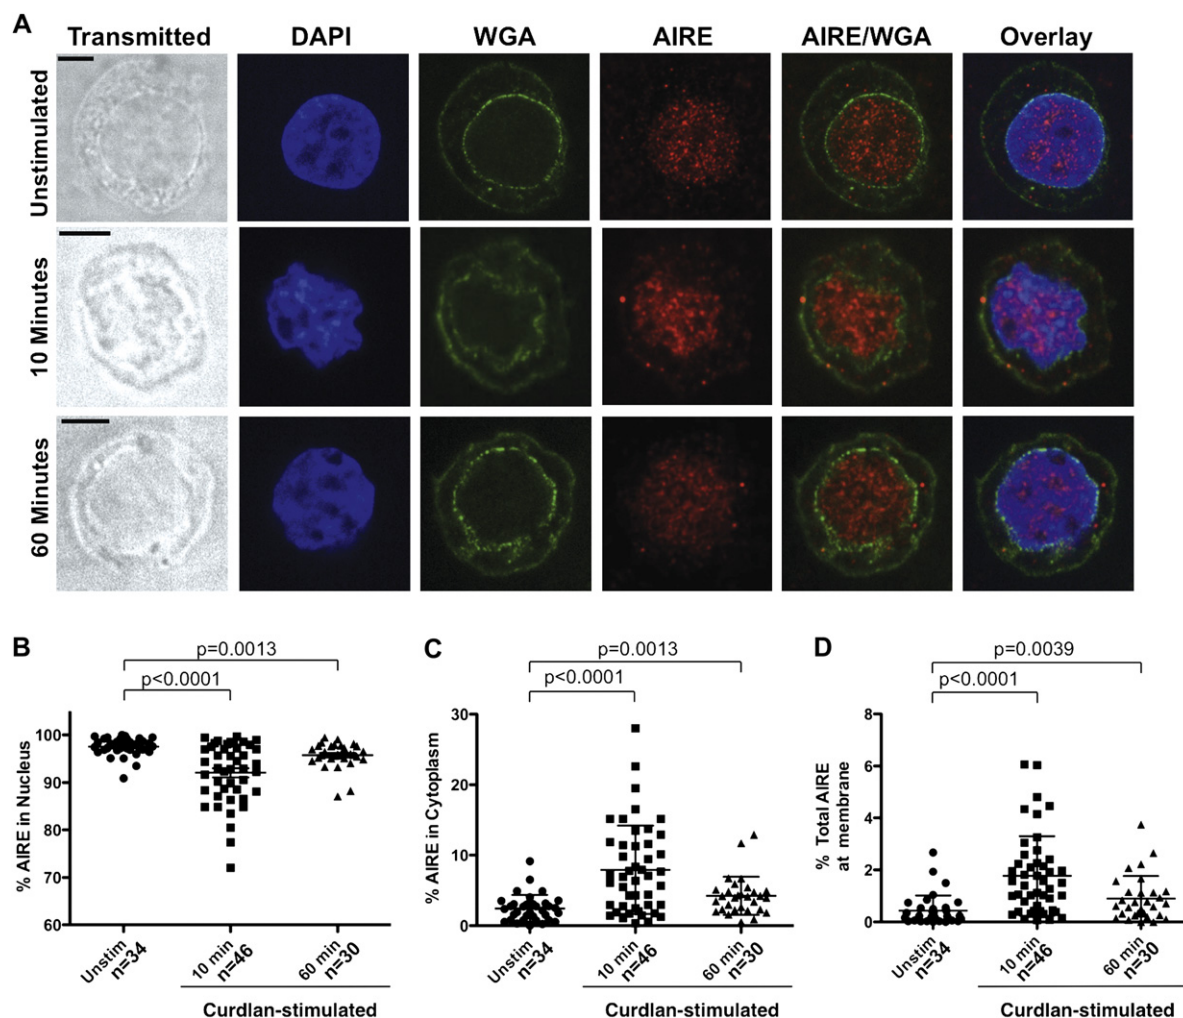 A
Transmitted DAPI WGA AIRE AIRE/WGA Overlay
Unstimulated
10 Minutes
60 Minutes
B
p=0.0013
p<0.0001
% AIRE in Nucleus
100
90
80
70
60
Unstim n=34
10 min n=46
60 min n=30
Curdlan-stimulated
C
p=0.0013
p<0.0001
% AIRE in Cytoplasm
30
20
10
0
Unstim n=34
10 min n=46
60 min n=30
Curdlan-stimulated
D
p=0.0039
p<0.0001
% Total AIRE
at membrane
8
6
4
2
0
Unstim n=34
10 min n=46
60 min n=30
Curdlan-stimulated